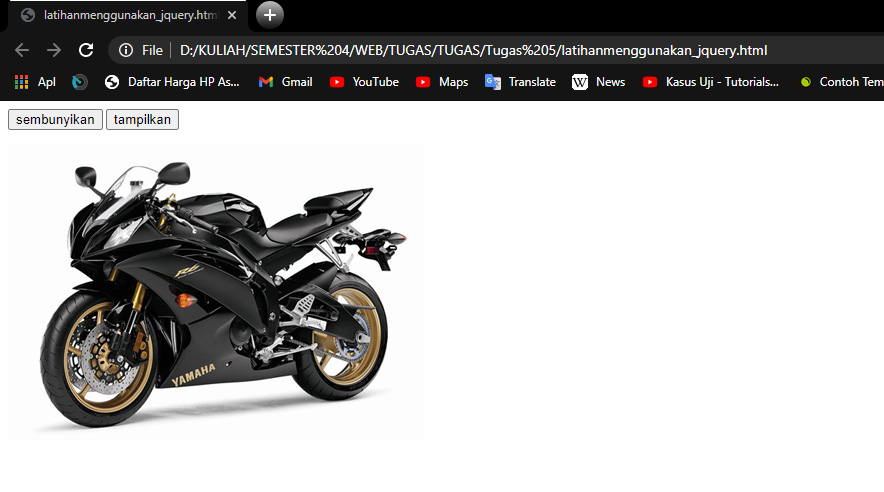 latihanmenggunakan_jquery.html
File | D:/KULIAH/SEMESTER%204/WEB/TUGAS/TUGAS/Tugas%205/latihanmenggunakan_jquery.html
Apl Daftar Harga HP As... Gmail YouTube Maps Translate W News Kasus Uji - Tutorials... Contoh Tem
sembunyikan tampilkan
R6
YAMAHA